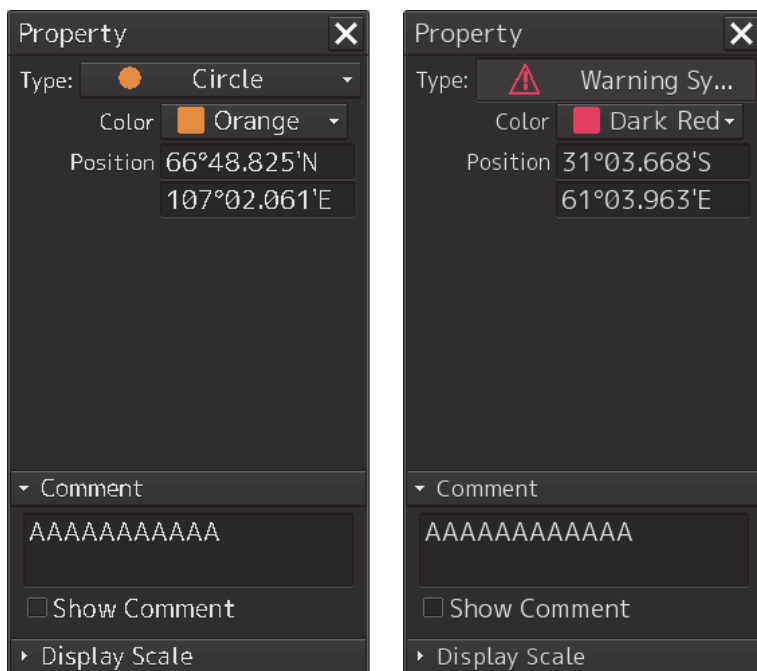 Property
Type: Circle
Color Orange
Position 66°48.825'N
107°02.061'E
Comment
AAAAAAAAAAA
Show Comment
Display Scale
Property
Type: Warning Sy...
Color Dark Red
Position 31°03.668'S
61°03.963'E
Comment
AAAAAAAAAAAA
Show Comment
Display Scale